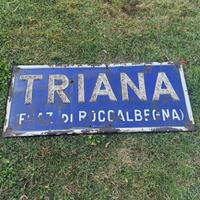 TRIANA
(FRAZ. DI ROCCALBEGNA)